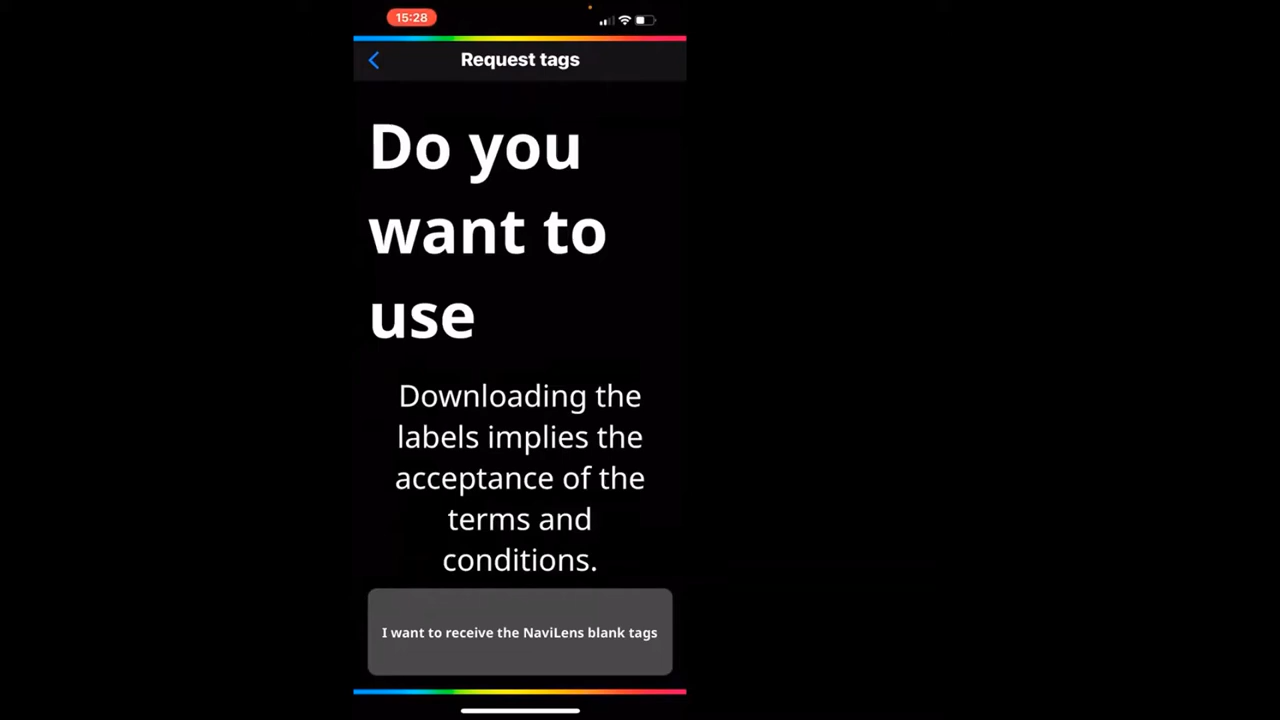 15:28
Request tags
Do you
want to
use
Downloading the
labels implies the
acceptance of the
terms and
conditions.
I want to receive the NaviLens blank tags